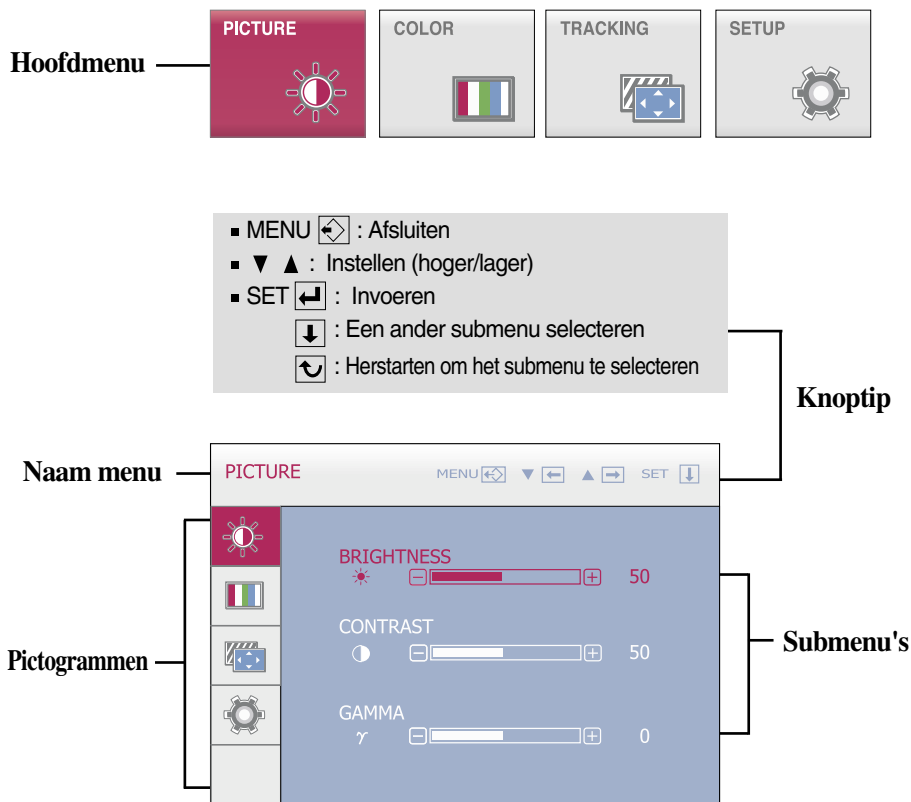 PICTURE COLOR TRACKING SETUP
Hoofdmenu
MENU : Afsluiten
▼ ▲ : Instellen (hoger/lager)
SET : Invoeren
: Een ander submenu selecteren
: Herstarten om het submenu te selecteren
Knoptip
Naam menu
PICTURE MENU ▼ ▲ SET
BRIGHTNESS
50
CONTRAST
50
Submenu's
Pictogrammen
GAMMA
γ 0